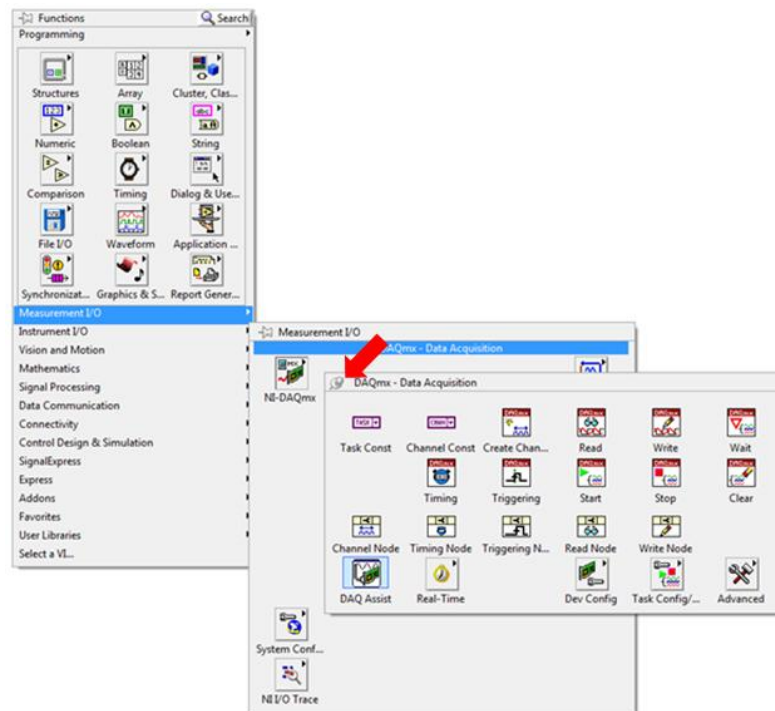 Functions
Search
Programming
Structures
Array
Cluster, Clas...
Numeric
Boolean
String
Comparison
Timing
Dialog & Use...
File I/O
Waveform
Application ...
Synchronizat...
Graphics & S...
Report Gener...
Measurement I/O
Instrument I/O
Vision and Motion
Mathematics
Signal Processing
Data Communication
Connectivity
Control Design & Simulation
SignalExpress
Express
Addons
Favorites
User Libraries
Select a VI...
Measurement I/O
DAQmx - Data Acquisition
NI-DAQmx
System Conf...
NI I/O Trace
DAQmx - Data Acquisition
Task Const
Channel Const
Create Chan...
Read
Write
Wait
Timing
Triggering
Start
Stop
Clear
Channel Node
Timing Node
Triggering N...
Read Node
Write Node
DAQ Assist
Real-Time
Dev Config
Task Config/...
Advanced